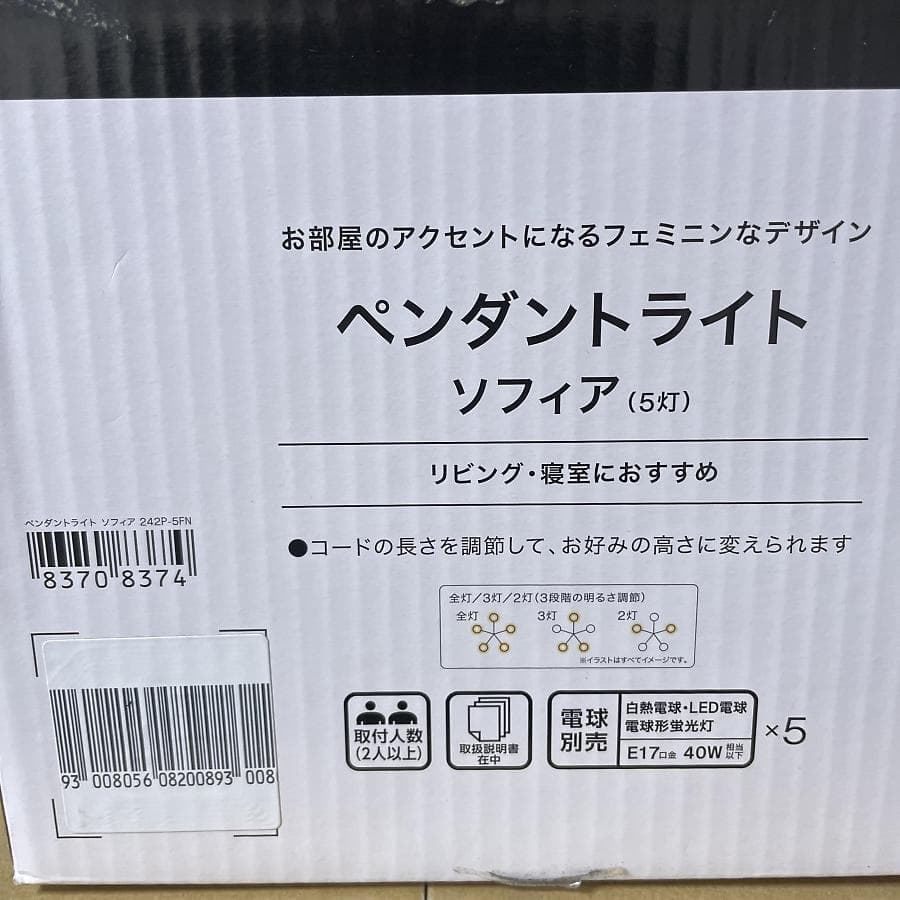 お部屋のアクセントになるフェミニンなデザイン
ペンダントライト
ソフィア(5灯)
リビング・寝室におすすめ
●コードの長さを調節して、お好みの高さに変えられます
ペンダントライト ソフィア 242P-5FN
8370 8374
全灯/3灯/2灯(3段階の明るさ調節)
全灯 3灯 2灯
※イラストはすべてイメージです。
93 008056 08200893 008
取付人数
(2人以上)
取扱説明書
在中
電球
別売
白熱電球・LED電球
電球形蛍光灯
E17口金 40W相当以下
×5